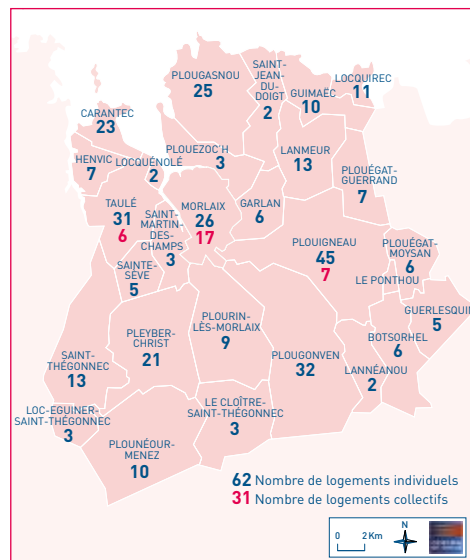 PLOUGASNOU
25
SAINT-
JEAN-
DU-
DOIGT
2
GUIMAËC
10
LOCQUIREC
11
CARANTEC
23
HENVIC
7
LOCQUÉNOLÉ
2
PLOUEZOC'H
3
LANMEUR
13
PLOUÉGAT-
GUERRAND
7
TAULÉ
31
6
SAINT-
MARTIN-
DES-
CHAMPS
3
MORLAIX
26
17
GARLAN
6
PLOUIGNEAU
45
7
PLOUÉGAT-
MOYSAN
6
LE PONTHOU
SAINTE-
SÈVE
5
GUERLESQUIN
5
PLEYBER-
CHRIST
21
PLOURIN-
LÈS-MORLAIX
9
PLOUGONVEN
32
BOTSORHEL
6
LANNÉANOU
2
SAINT-
THÉGONNEC
13
LOC-EGUINER-
SAINT-THÉGONNEC
3
PLOUNÉOUR-
MENEZ
10
LE CLOÎTRE-
SAINT-THÉGONNEC
3
62 Nombre de logements individuels
31 Nombre de logements collectifs
0 2 Km
N